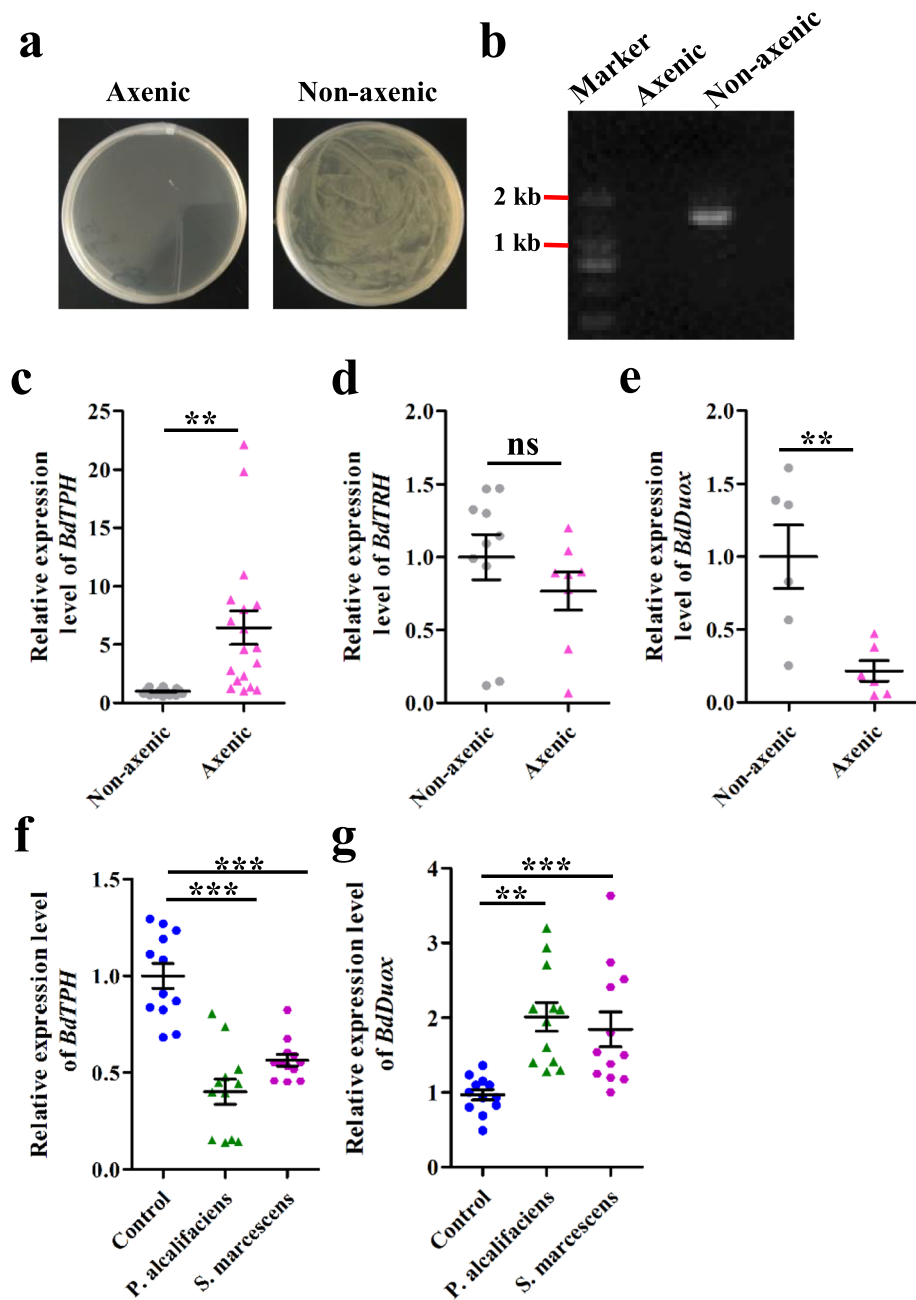 a
Axenic
Non-axenic
b
Marker
Axenic
Non-axenic
2 kb
1 kb
c
Relative expression
level of BdTPH
25
20
15
10
5
0
**
Non-axenic
Axenic
d
Relative expression
level of BdTRH
2.0
1.5
1.0
0.5
0.0
ns
Non-axenic
Axenic
e
Relative expression
level of BdDuox
2.0
1.5
1.0
0.5
0.0
**
Non-axenic
Axenic
f
Relative expression level
of BdTPH
1.5
1.0
0.5
0.0
***
***
Control
P. alcalifaciens
S. marcescens
g
Relative expression level
of BdDuox
4
3
2
1
0
***
**
Control
P. alcalifaciens
S. marcescens